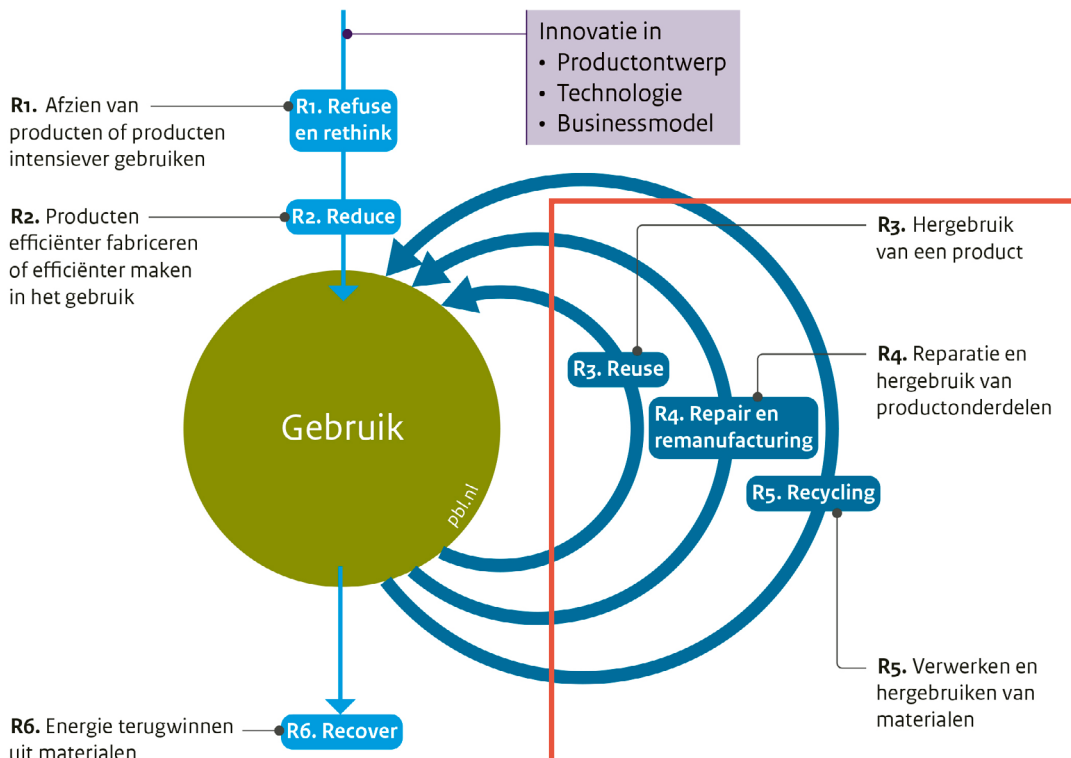 Innovatie in
• Productontwerp
• Technologie
• Businessmodel
R1. Afzien van
producten of producten
intensiever gebruiken
R1. Refuse
en rethink
R2. Producten
efficiënter fabriceren
of efficiënter maken
in het gebruik
R2. Reduce
R3. Hergebruik
van een product
R3. Reuse
R4. Reparatie en
hergebruik van
productonderdelen
R4. Repair en
remanufacturing
Gebruik
pbl.nl
R5. Recycling
R5. Verwerken en
hergebruiken van
materialen
R6. Energie terugwinnen
uit materialen
R6. Recover